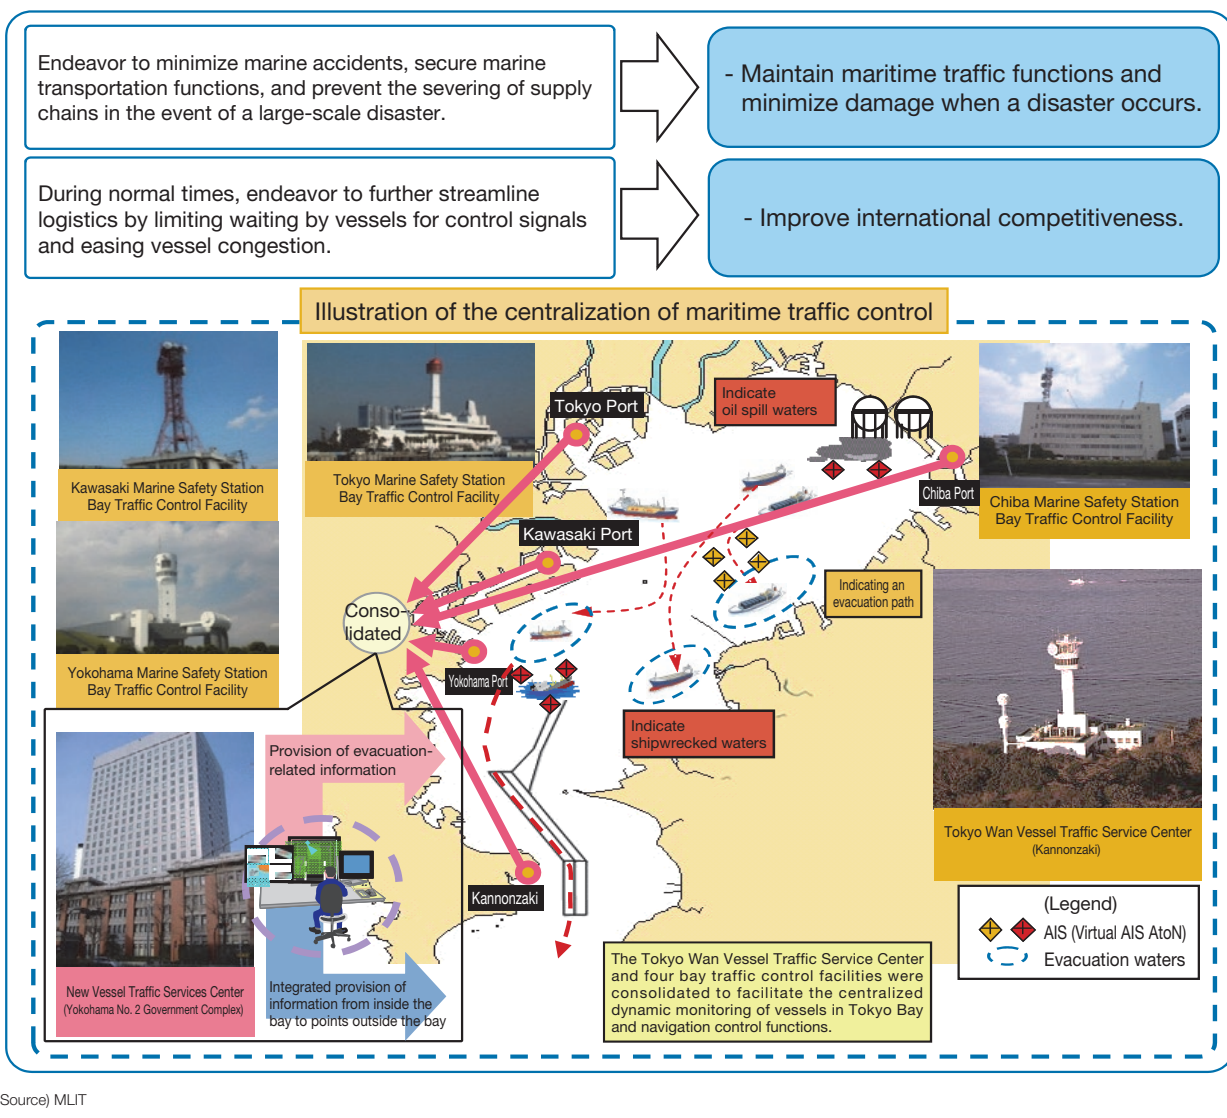 Endeavor to minimize marine accidents, secure marine
transportation functions, and prevent the severing of supply
chains in the event of a large-scale disaster.
- Maintain maritime traffic functions and
minimize damage when a disaster occurs.
During normal times, endeavor to further streamline
logistics by limiting waiting by vessels for control signals
and easing vessel congestion.
- Improve international competitiveness.
Illustration of the centralization of maritime traffic control
Kawasaki Marine Safety Station
Bay Traffic Control Facility
Tokyo Marine Safety Station
Bay Traffic Control Facility
Tokyo Port
Indicate
oil spill waters
Chiba Port
Chiba Marine Safety Station
Bay Traffic Control Facility
Kawasaki Port
Indicating an
evacuation path
Conso-
lidated
Yokohama Marine Safety Station
Bay Traffic Control Facility
Yokohama Port
Indicate
shipwrecked waters
Provision of evacuation-
related information
Tokyo Wan Vessel Traffic Service Center
(Kannonzaki)
Kannonzaki
New Vessel Traffic Services Center
(Yokohama No. 2 Government Complex)
Integrated provision of
information from inside the
bay to points outside the bay
The Tokyo Wan Vessel Traffic Service Center
and four bay traffic control facilities were
consolidated to facilitate the centralized
dynamic monitoring of vessels in Tokyo Bay
and navigation control functions.
(Legend)
AIS (Virtual AIS AtoN)
Evacuation waters
Source) MLIT